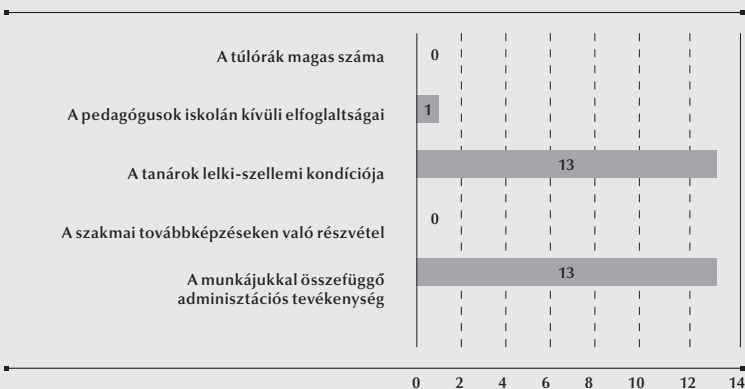 A túlórák magas száma
0
A pedagógusok iskolán kívüli elfoglaltságai
1
A tanárok lelki-szellemi kondíciója
13
A szakmai továbbképzéseken való részvétel
0
A munkájukkal összefüggő
adminisztációs tevékenység
13
0 2 4 6 8 10 12 14